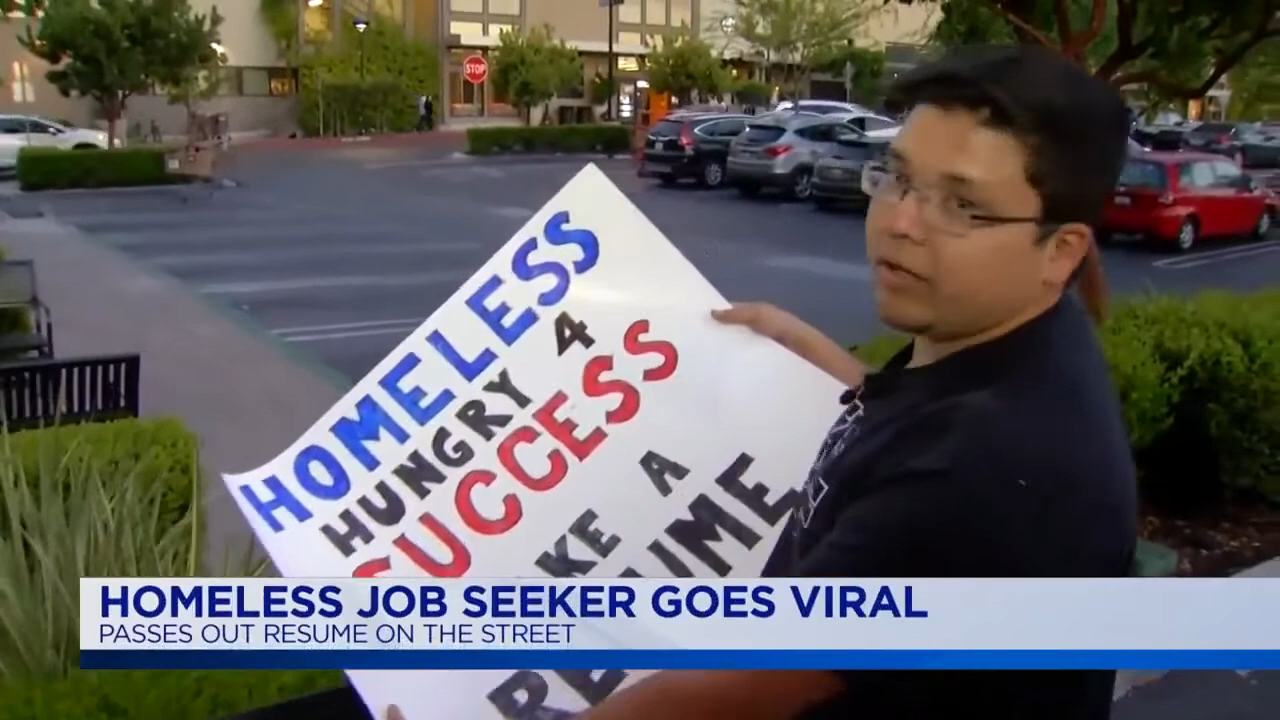 STOP
HOMELESS
HUNGRY 4
SUCCESS
A
HOMELESS JOB SEEKER GOES VIRAL
PASSES OUT RESUME ON THE STREET